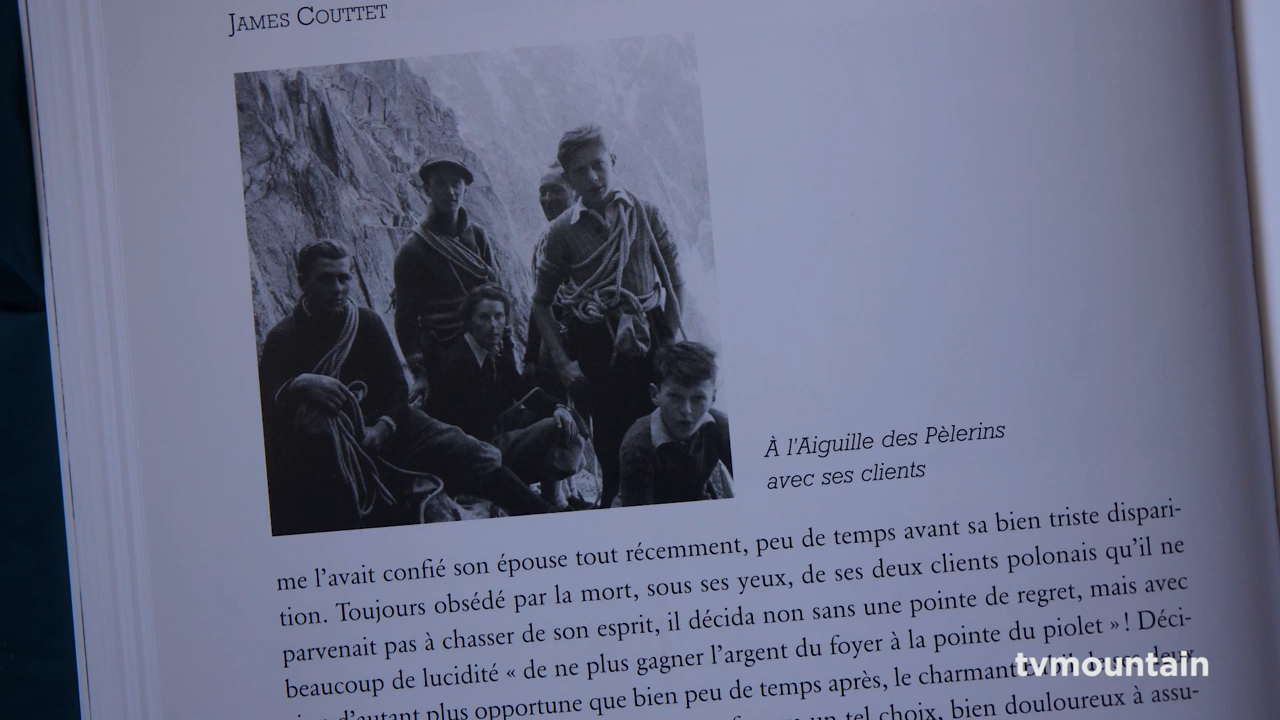 JAMES COUTTET
À l'Aiguille des Pèlerins
avec ses clients
me l'avait confié son épouse tout récemment, peu de temps avant sa bien triste dispari-
tion. Toujours obsédé par la mort, sous ses yeux, de ses deux clients polonais qu'il ne
parvenait pas à chasser de son esprit, il décida non sans une pointe de regret, mais avec
beaucoup de lucidité « de ne plus gagner l'argent du foyer à la pointe du piolet » ! Déci-
d'autant plus opportune que bien peu de temps après, le charmant
un tel choix, bien douloureux à assu-
tvmountain